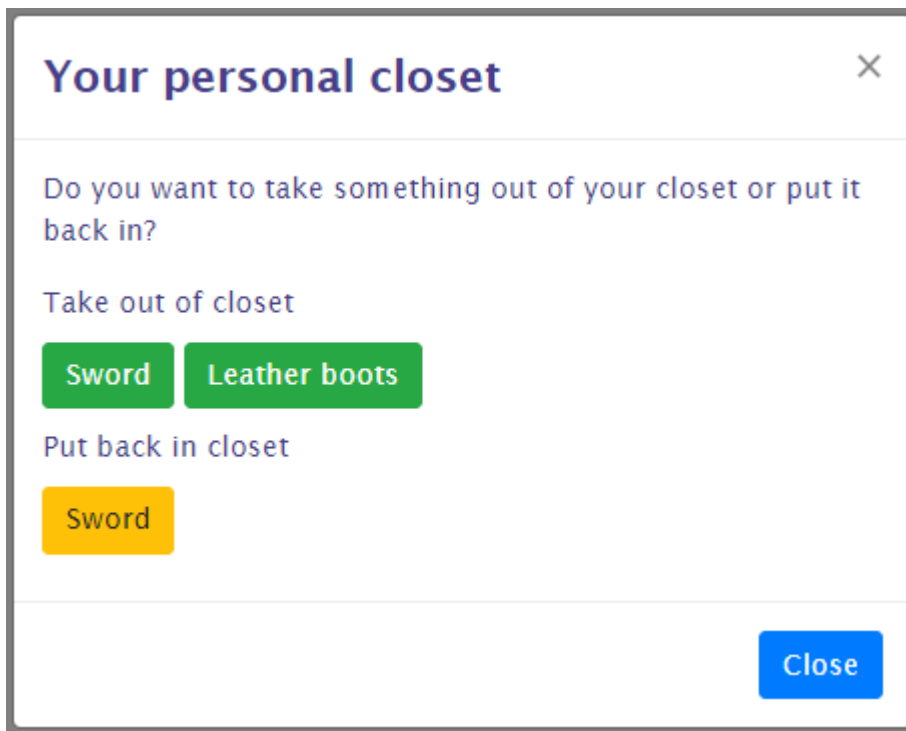 Your personal closet ×
Do you want to take something out of your closet or put it
back in?
Take out of closet
Sword Leather boots
Put back in closet
Sword
Close